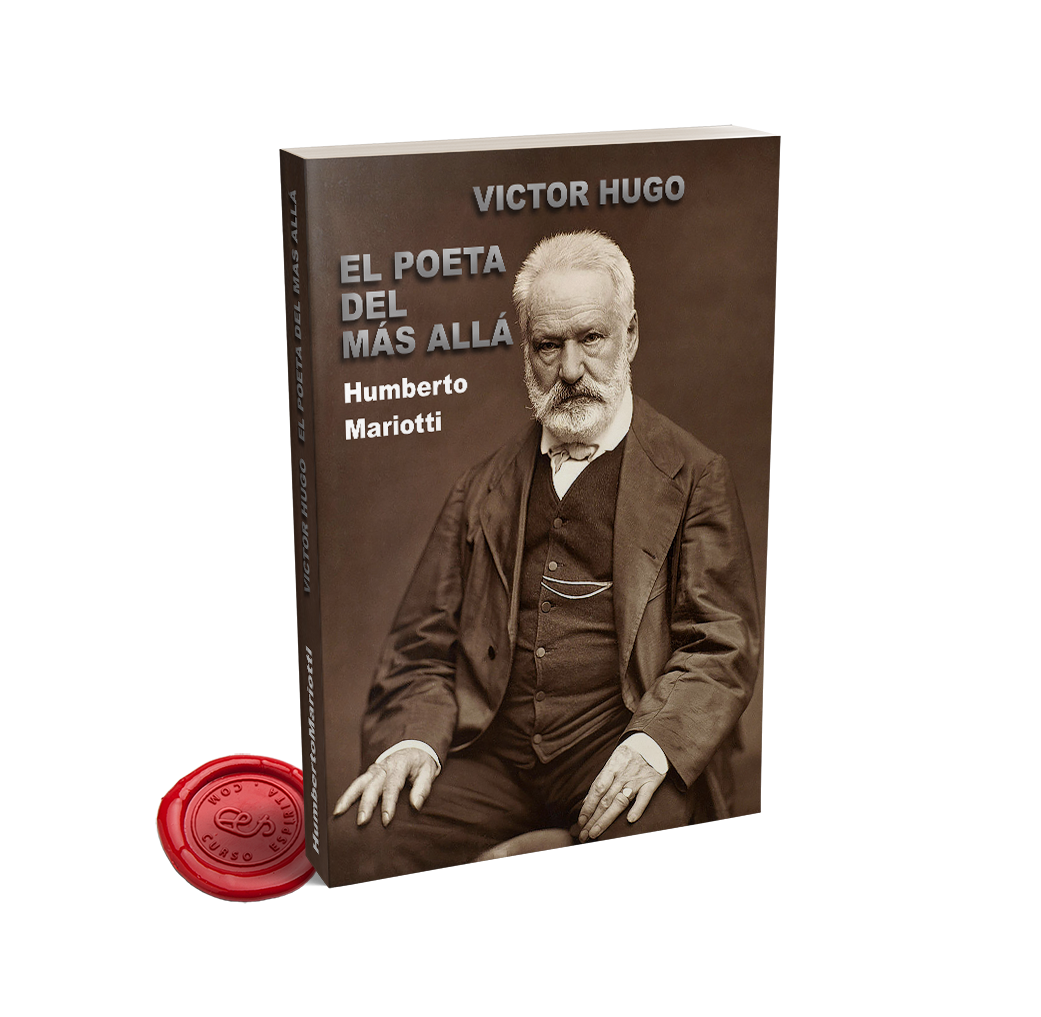 VICTOR HUGO
EL POETA
DEL
MÁS ALLÁ
Humberto
Mariotti
VICTOR HUGO EL POETA DEL MAS ALLÁ
HumbertoMariotti
CURSO ESPIRITA . COM